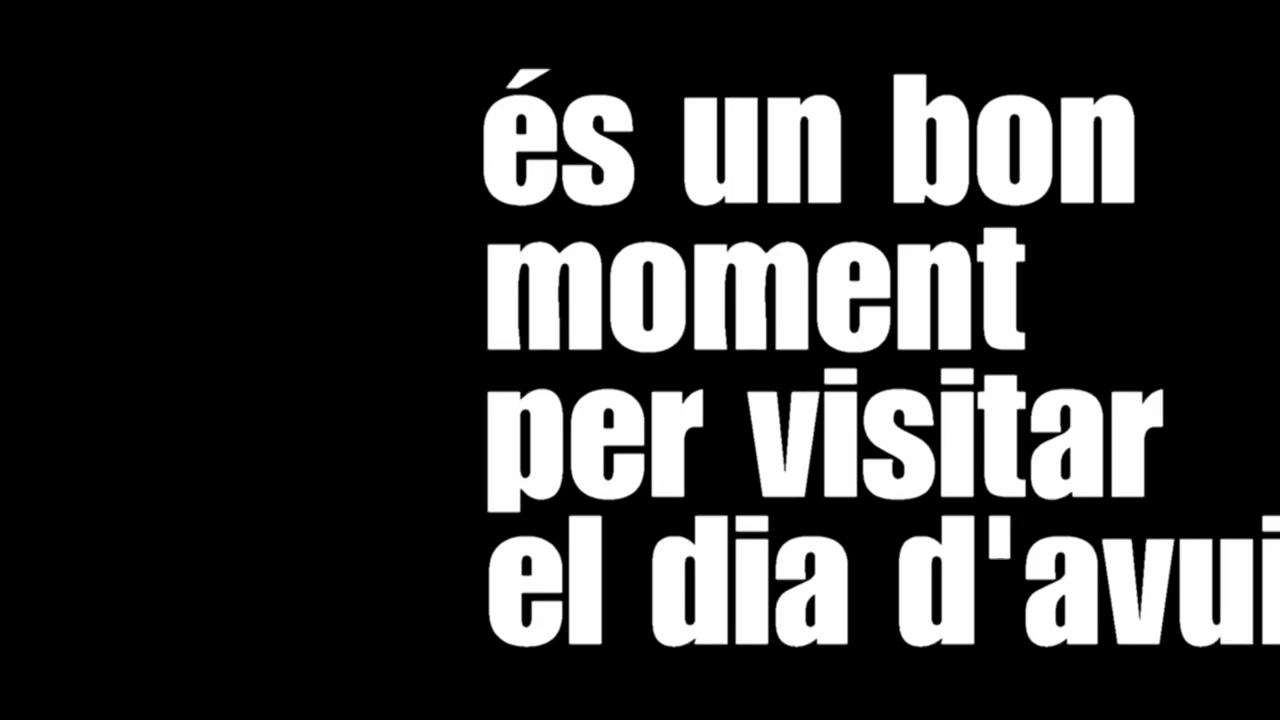 és un bon
moment
per visitar
el dia d'avui